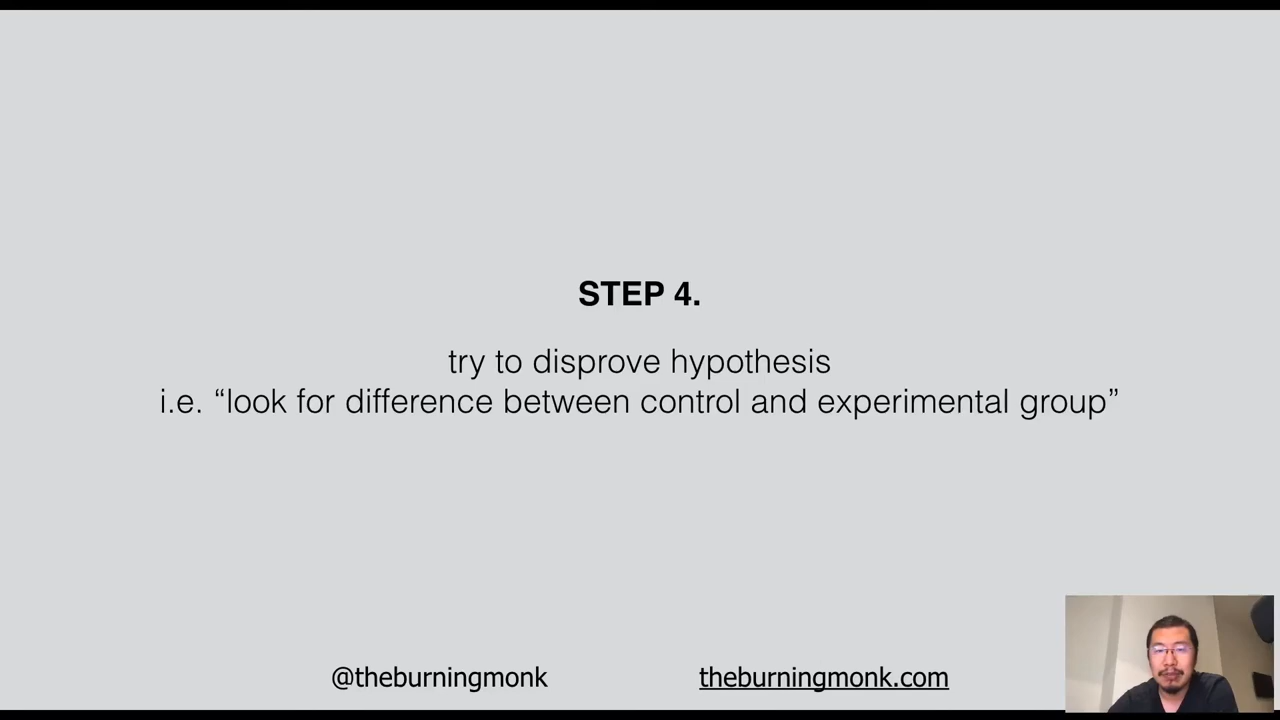 STEP 4.
try to disprove hypothesis
i.e. “look for difference between control and experimental group”
@theburningmonk
theburningmonk.com